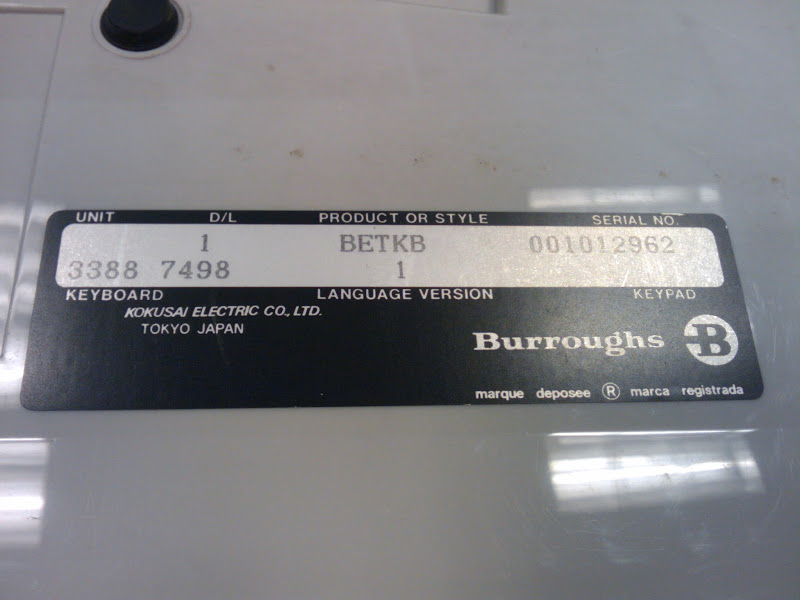 UNIT D/L PRODUCT OR STYLE SERIAL NO.
1 BETKB 001012962
3388 7498 1
KEYBOARD LANGUAGE VERSION KEYPAD
KOKUSAI ELECTRIC CO., LTD.
TOKYO JAPAN
Burroughs B
marque deposee ® marca registrada